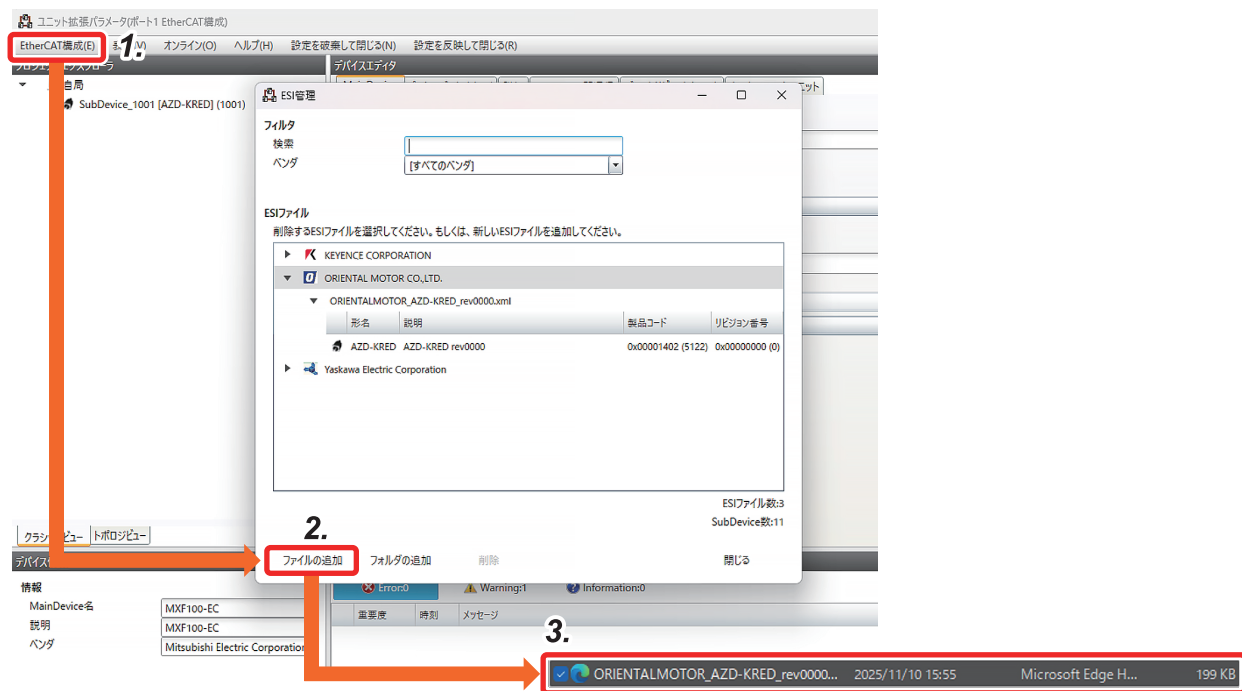 ユニット拡張パラメータ(ポート1 EtherCAT構成)
EtherCAT構成(E) オンライン(O) ヘルプ(H) 設定を破棄して閉じる(N) 設定を反映して閉じる(R)
1.
デバイスエディタ
自局
SubDevice_1001 [AZD-KRED] (1001)
ESI管理
フィルタ
検索
ベンダ [すべてのベンダ]
ESIファイル
削除するESIファイルを選択してください。もしくは、新しいESIファイルを追加してください。
KEYENCE CORPORATION
ORIENTAL MOTOR CO.,LTD.
ORIENTALMOTOR_AZD-KRED_rev0000.xml
形名 説明 製品コード リビジョン番号
AZD-KRED AZD-KRED rev0000 0x00001402 (5122) 0x00000000 (0)
Yaskawa Electric Corporation
ESIファイル数:3
SubDevice数:11
2.
ファイルの追加 フォルダの追加 削除 閉じる
トポロジビュー
情報
MainDevice名 MXF100-EC
説明 MXF100-EC
ベンダ Mitsubishi Electric Corporation
Error:0 Warning:1 Information:0
重要度 時刻 メッセージ
3.
ORIENTALMOTOR_AZD-KRED_rev0000... 2025/11/10 15:55 Microsoft Edge H... 199 KB